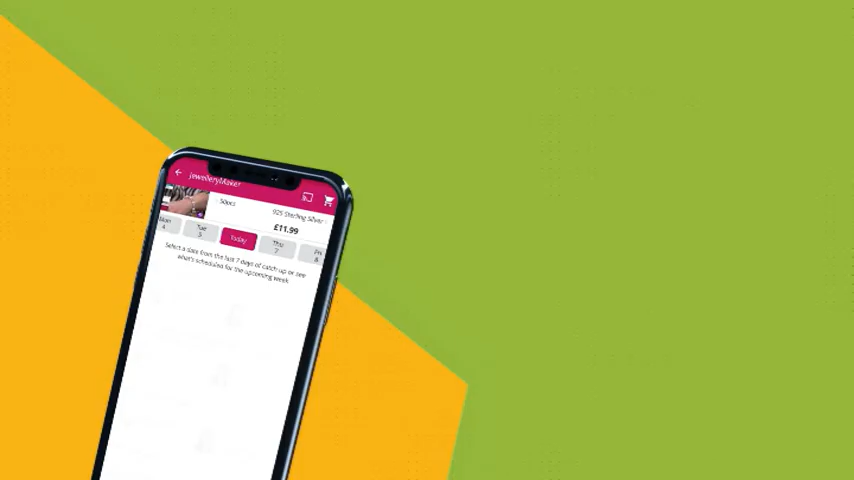 JewelleryMaker
50pcs
925 Sterling Silver
£11.99
Mon 4
Tue 5
Today
Thu 7
Fri 8
Select a date from the last 7 days of catch up or see
what's scheduled for the upcoming week